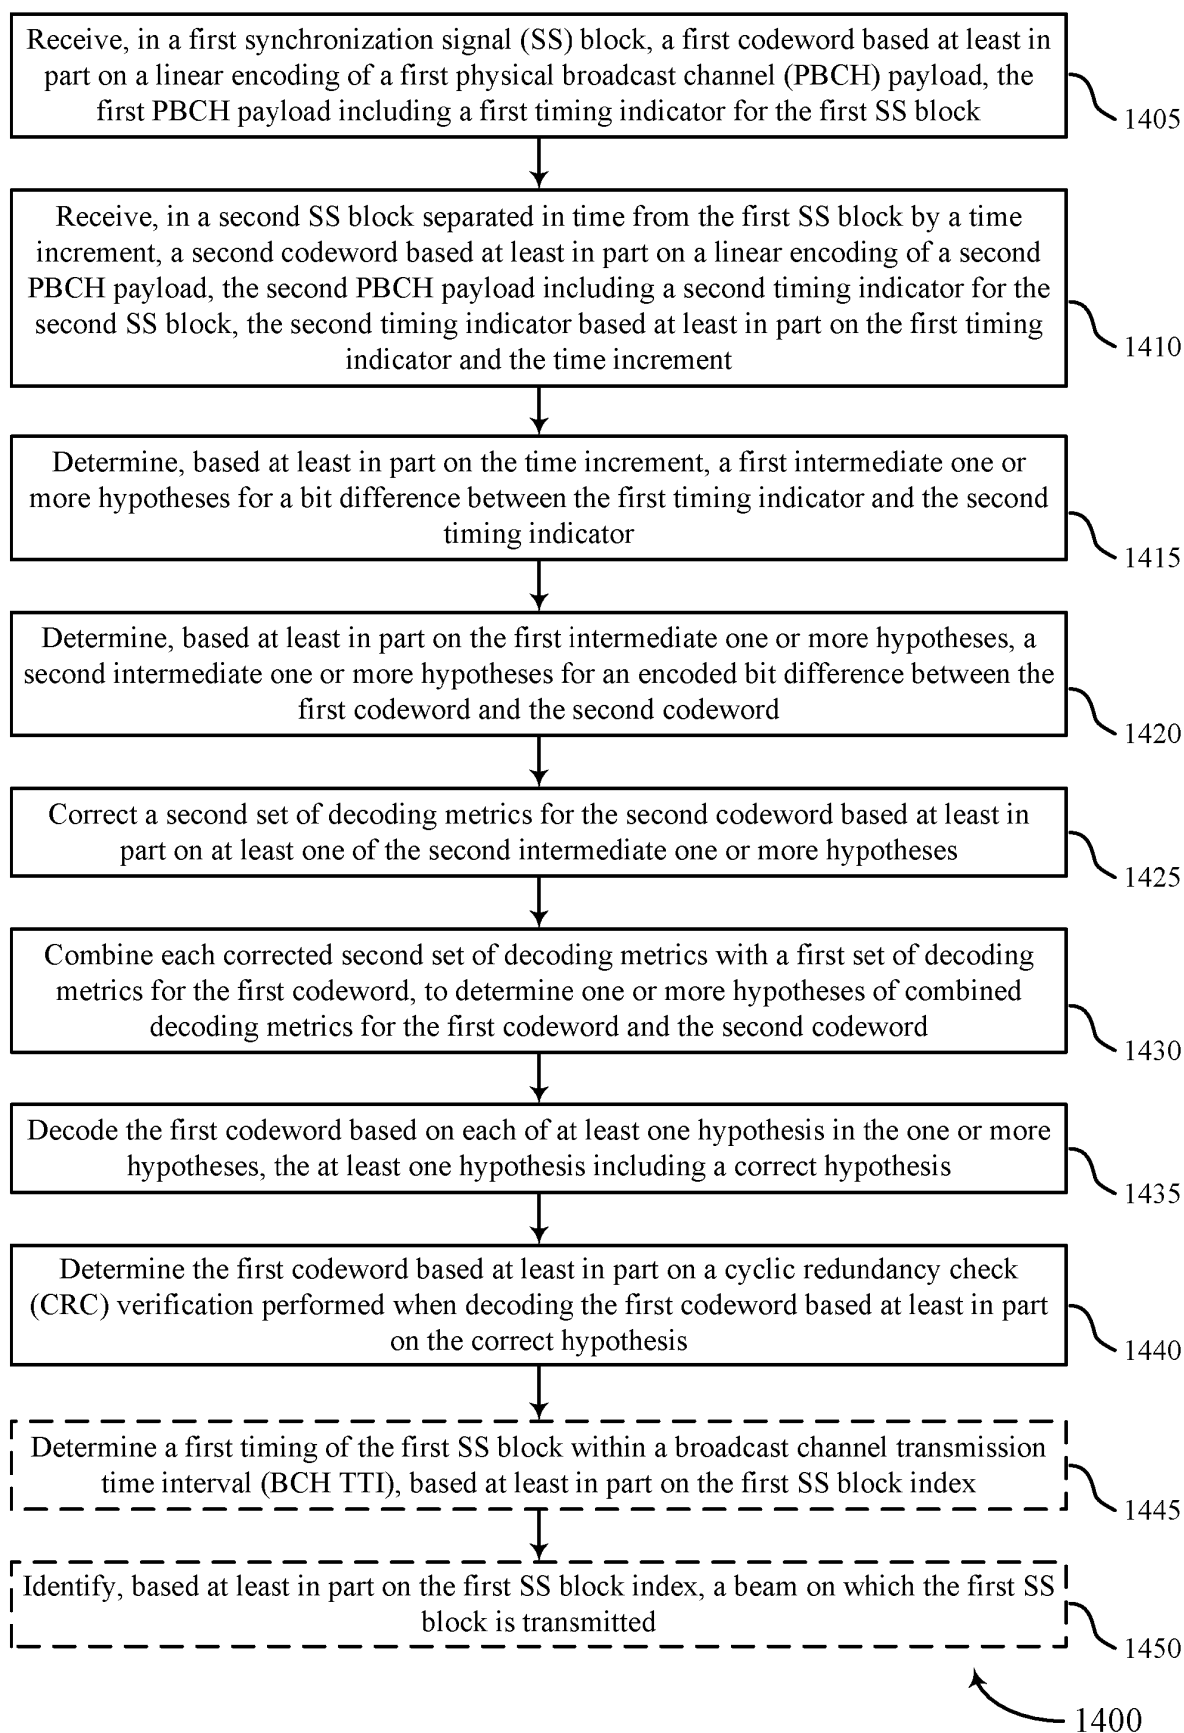 Receive, in a first synchronization signal (SS) block, a first codeword based at least in
part on a linear encoding of a first physical broadcast channel (PBCH) payload, the
first PBCH payload including a first timing indicator for the first SS block
1405
Receive, in a second SS block separated in time from the first SS block by a time
increment, a second codeword based at least in part on a linear encoding of a second
PBCH payload, the second PBCH payload including a second timing indicator for the
second SS block, the second timing indicator based at least in part on the first timing
indicator and the time increment
1410
Determine, based at least in part on the time increment, a first intermediate one or
more hypotheses for a bit difference between the first timing indicator and the second
timing indicator
1415
Determine, based at least in part on the first intermediate one or more hypotheses, a
second intermediate one or more hypotheses for an encoded bit difference between the
first codeword and the second codeword
1420
Correct a second set of decoding metrics for the second codeword based at least in
part on at least one of the second intermediate one or more hypotheses
1425
Combine each corrected second set of decoding metrics with a first set of decoding
metrics for the first codeword, to determine one or more hypotheses of combined
decoding metrics for the first codeword and the second codeword
1430
Decode the first codeword based on each of at least one hypothesis in the one or more
hypotheses, the at least one hypothesis including a correct hypothesis
1435
Determine the first codeword based at least in part on a cyclic redundancy check
(CRC) verification performed when decoding the first codeword based at least in part
on the correct hypothesis
1440
Determine a first timing of the first SS block within a broadcast channel transmission
time interval (BCH TTI), based at least in part on the first SS block index
1445
Identify, based at least in part on the first SS block index, a beam on which the first SS
block is transmitted
1450
1400